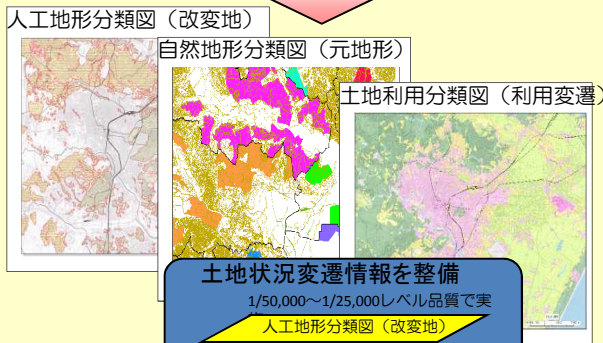 人工地形分類図（改変地）
自然地形分類図（元地形）
土地利用分類図（利用変遷）
土地状況変遷情報を整備
1/50,000～1/25,000レベル品質で実
人工地形分類図（改変地）